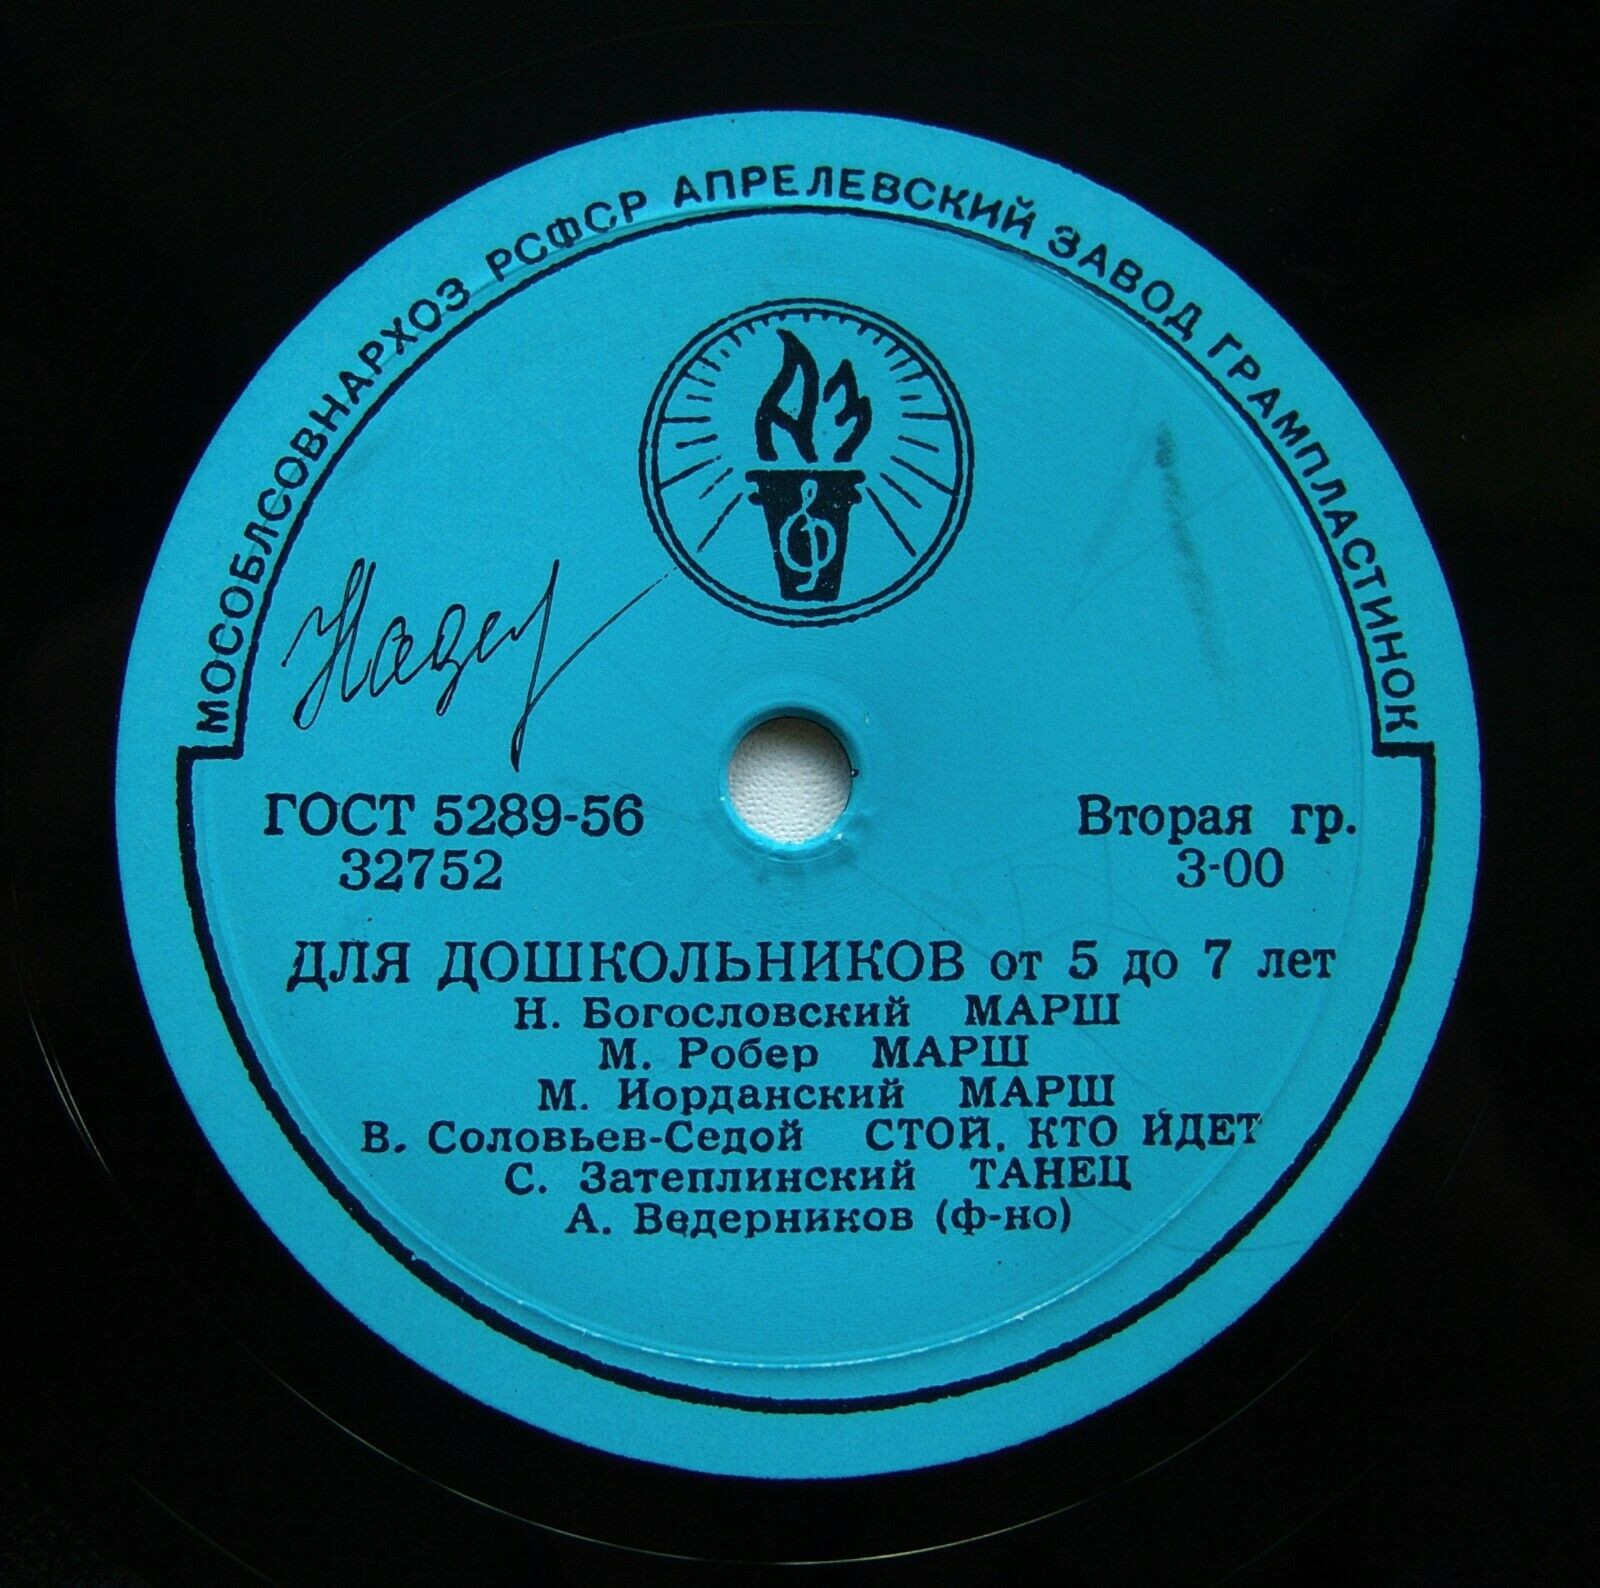 МОСОБЛСОВНАРХОЗ РСФСР АПРЕЛЕВСКИЙ ЗАВОД ГРАМПЛАСТИНОК
АЗ
ГОСТ 5289-56
32752
Вторая гр.
3-00
ДЛЯ ДОШКОЛЬНИКОВ от 5 до 7 лет
Н. Богословский МАРШ
М. Робер МАРШ
М. Иорданский МАРШ
В. Соловьев-Седой СТОЙ, КТО ИДЕТ
С. Затеплинский ТАНЕЦ
А. Ведерников (ф-но)